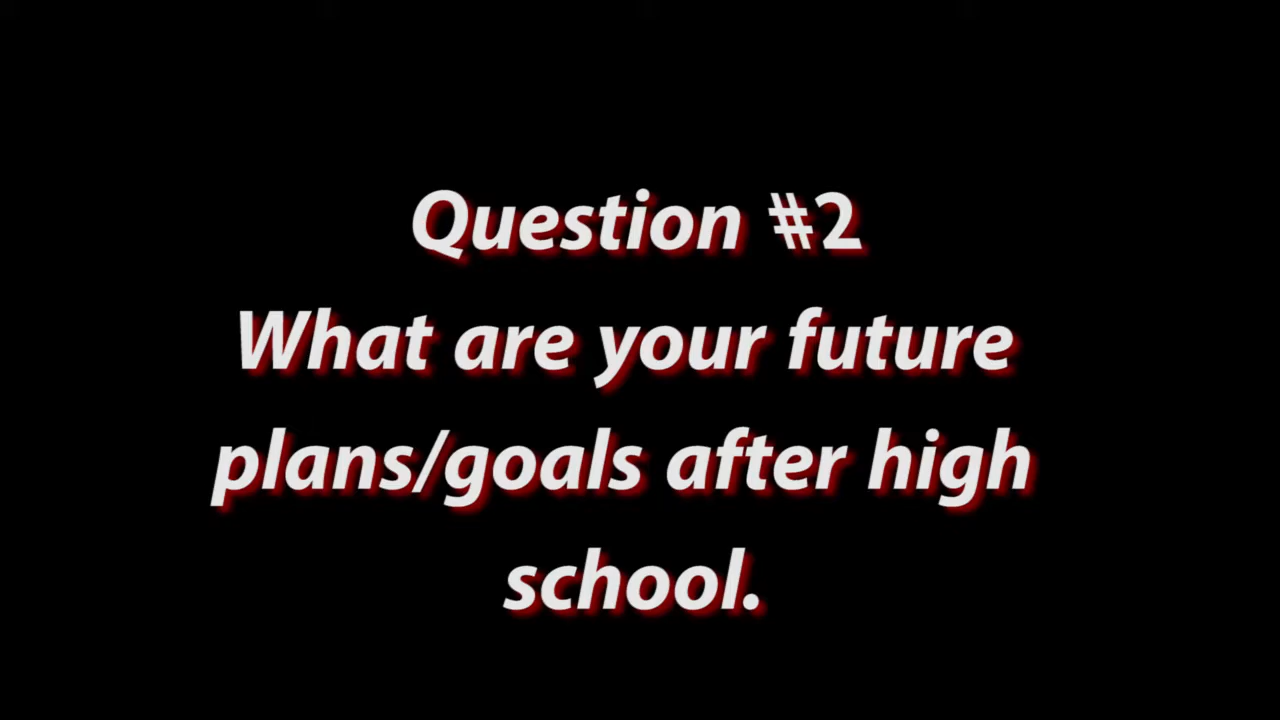 Question #2
What are your future
plans/goals after high
school.